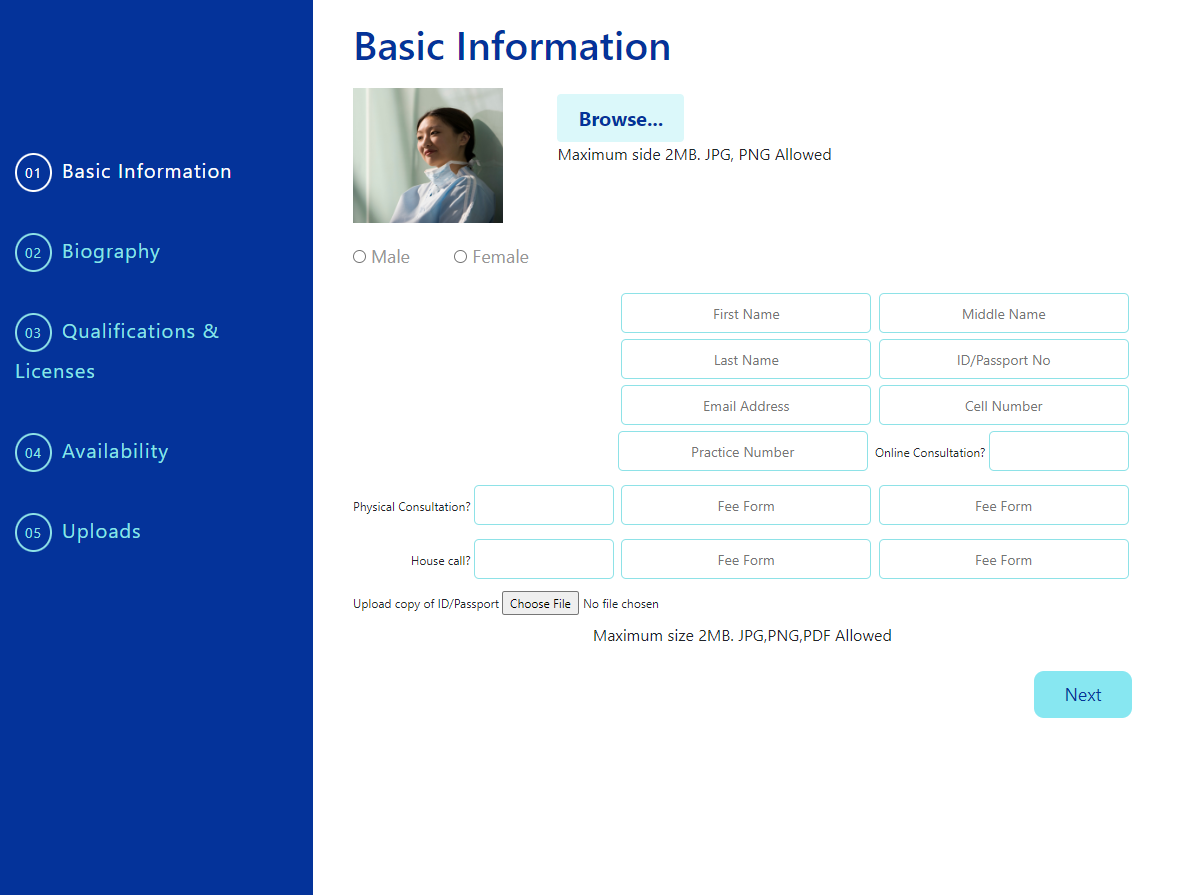 01 Basic Information
02 Biography
03 Qualifications &
Licenses
04 Availability
05 Uploads
Basic Information
Browse...
Maximum side 2MB. JPG, PNG Allowed
Male Female
First Name Middle Name
Last Name ID/Passport No
Email Address Cell Number
Practice Number Online Consultation?
Physical Consultation? Fee Form Fee Form
House call? Fee Form Fee Form
Upload copy of ID/Passport Choose File No file chosen
Maximum size 2MB. JPG,PNG,PDF Allowed
Next